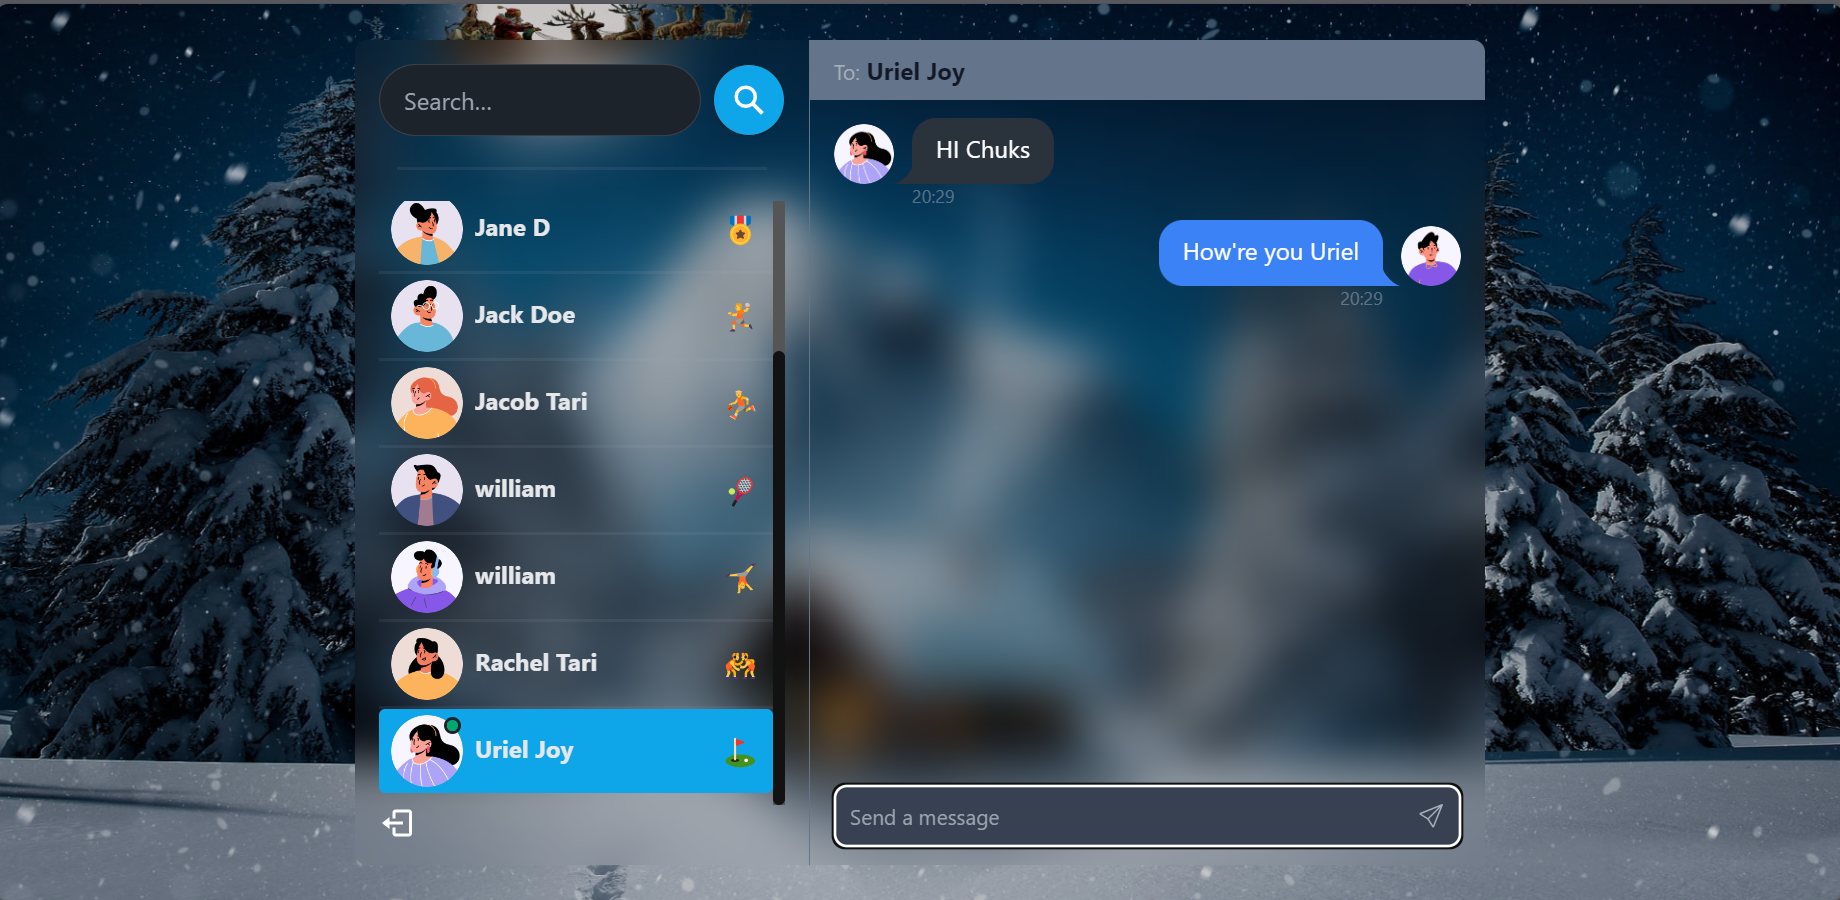 Search...
Jane D
Jack Doe
Jacob Tari
william
william
Rachel Tari
Uriel Joy
To: Uriel Joy
HI Chuks
20:29
How're you Uriel
20:29
Send a message